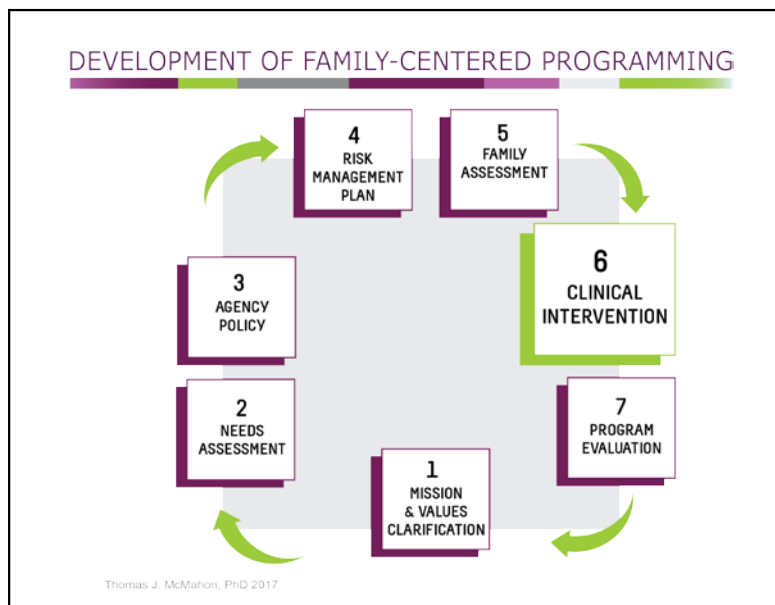 DEVELOPMENT OF FAMILY-CENTERED PROGRAMMING
4
RISK
MANAGEMENT
PLAN
5
FAMILY
ASSESSMENT
6
CLINICAL
INTERVENTION
3
AGENCY
POLICY
2
NEEDS
ASSESSMENT
7
PROGRAM
EVALUATION
1
MISSION
& VALUES
CLARIFICATION
Thomas J. McMahon, PhD 2017